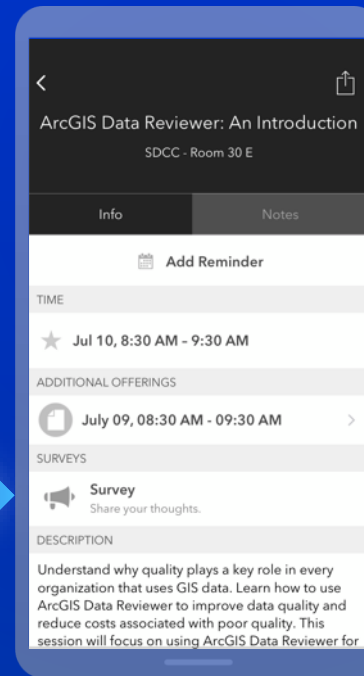 ArcGIS Data Reviewer: An Introduction
SDCC - Room 30 E
Info
Notes
Add Reminder
TIME
Jul 10, 8:30 AM – 9:30 AM
ADDITIONAL OFFERINGS
July 09, 08:30 AM - 09:30 AM
SURVEYS
Survey
Share your thoughts.
DESCRIPTION
Understand why quality plays a key role in every
organization that uses GIS data. Learn how to use
ArcGIS Data Reviewer to improve data quality and
reduce costs associated with poor quality. This
session will focus on using ArcGIS Data Reviewer for